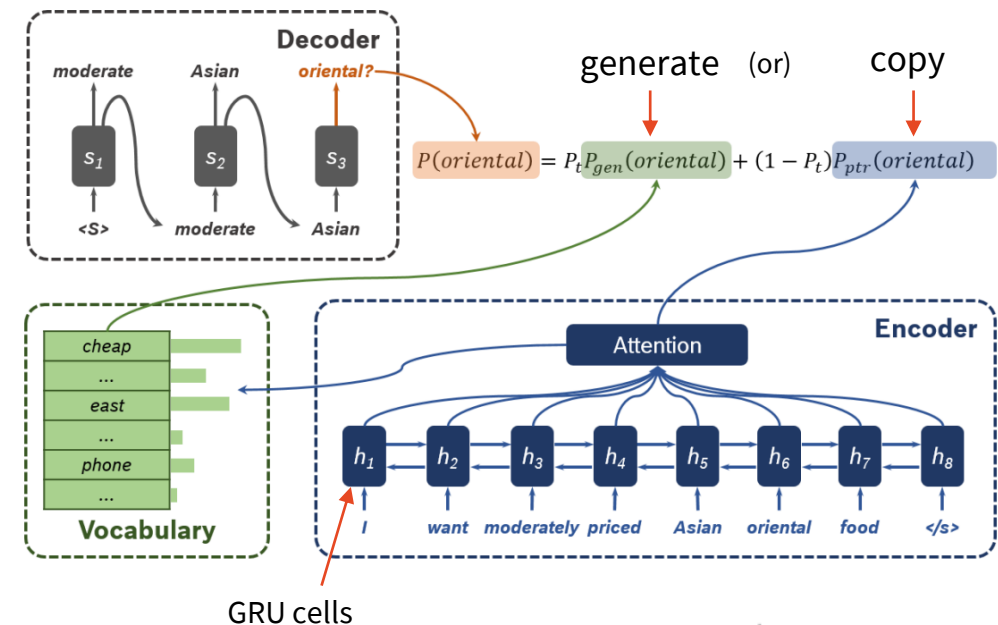 Decoder
moderate Asian oriental?
s1 s2 s3
<S> moderate Asian
generate (or) copy
P(oriental) = PtPgen(oriental) + (1 − Pt)Pptr(oriental)
cheap
...
east
...
phone
...
Vocabulary
Encoder
Attention
h1 h2 h3 h4 h5 h6 h7 h8
I want moderately priced Asian oriental food </s>
GRU cells